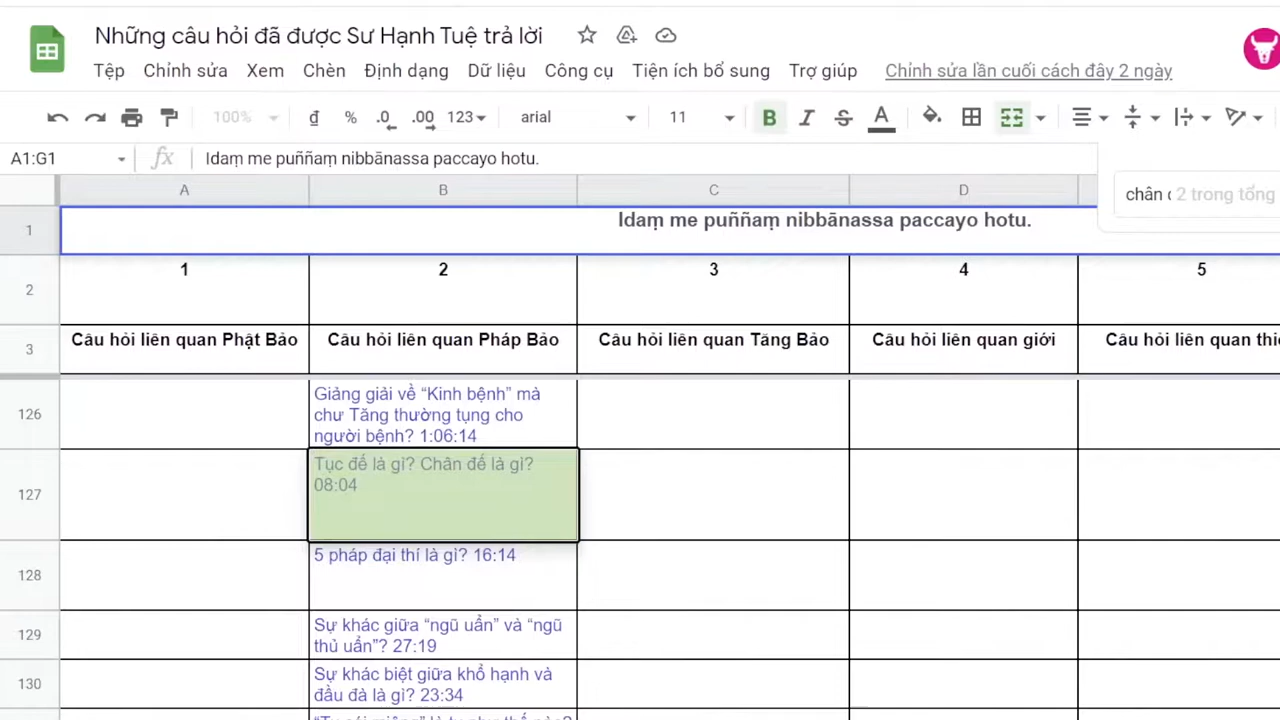 Những câu hỏi đã được Sư Hạnh Tuệ trả lời
Tệp Chỉnh sửa Xem Chèn Định dạng Dữ liệu Công cụ Tiện ích bổ sung Trợ giúp Chỉnh sửa lần cuối cách đây 2 ngày
100% đ % .0 .00 123 arial 11 B I S A
A1:G1 fx Idaṃ me puññaṃ nibbānassa paccayo hotu.
A B C D
chân 2 trong tổng
1 Idaṃ me puññaṃ nibbānassa paccayo hotu.
2 1 2 3 4 5
3 Câu hỏi liên quan Phật Bảo Câu hỏi liên quan Pháp Bảo Câu hỏi liên quan Tăng Bảo Câu hỏi liên quan giới Câu hỏi liên quan
126 Giảng giải về “Kinh bệnh” mà
chư Tăng thường tụng cho
người bệnh? 1:06:14
127 Tục đế là gì? Chân đế là gì?
08:04
128 5 pháp đại thí là gì? 16:14
129 Sự khác giữa “ngũ uẩn” và “ngũ
thủ uẩn”? 27:19
130 Sự khác biệt giữa khổ hạnh và
đầu đà là gì? 23:34